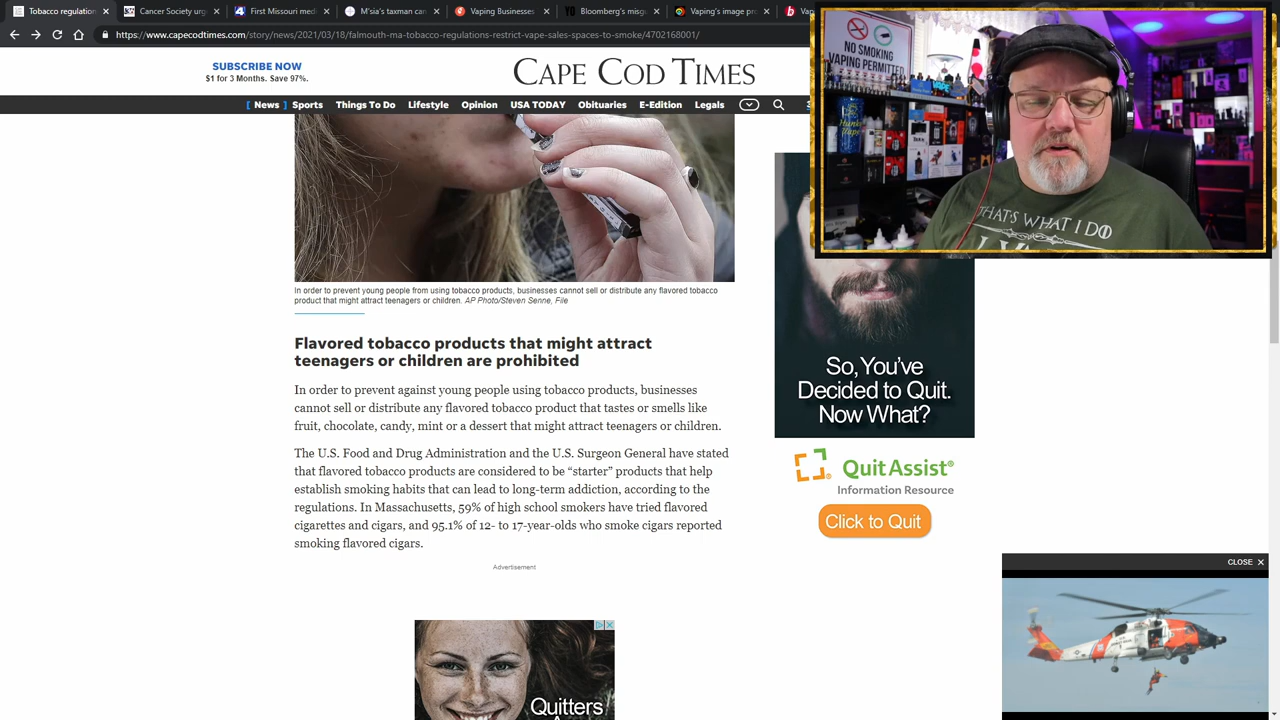 Tobacco regulation
Cancer Society
First Missouri med
M'sia's tasman cor
Vaping Businesses
Bloomberg's misg
Juons's image pr
Vap
www.capecodtimes.com
021/03/18/
mouth-ma-tobacco-regulations-restrict-vape-sales-spaces-to-smoke/4702168001/
SUBSCRIBE NOW
$1 for 3 Months. Save 97%.
CAPE COD TIMES
[ News ] Sports Things To Do Lifestyle Opinion USA TODAY Obituaries E-Edition Legals
NO SMOKING
VAPING PERMITTED
VAPE
THAT'S WHAT I DO
In order to prevent young people from using tobacco products, businesses cannot sell or distribute any flavored tobacco
product that might attract teenagers or children. AP Photo/Steven Senne, File
Flavored tobacco products that might attract
teenagers or children are prohibited
In order to prevent against young people using tobacco products, businesses
cannot sell or distribute any flavored tobacco product that tastes or smells like
fruit, chocolate, candy, mint or a dessert that might attract teenagers or children.
The U.S. Food and Drug Administration and the U.S. Surgeon General have stated
that flavored tobacco products are considered to be “starter” products that help
establish smoking habits that can lead to long-term addiction, according to the
regulations. In Massachusetts, 59% of high school smokers have tried flavored
cigarettes and cigars, and 95.1% of 12- to 17-year-olds who smoke cigars reported
smoking flavored cigars.
Advertisement
Quitters
So, You've
Decided to Quit.
Now What?
QuitAssist®
Information Resource
Click to Quit
CLOSE X